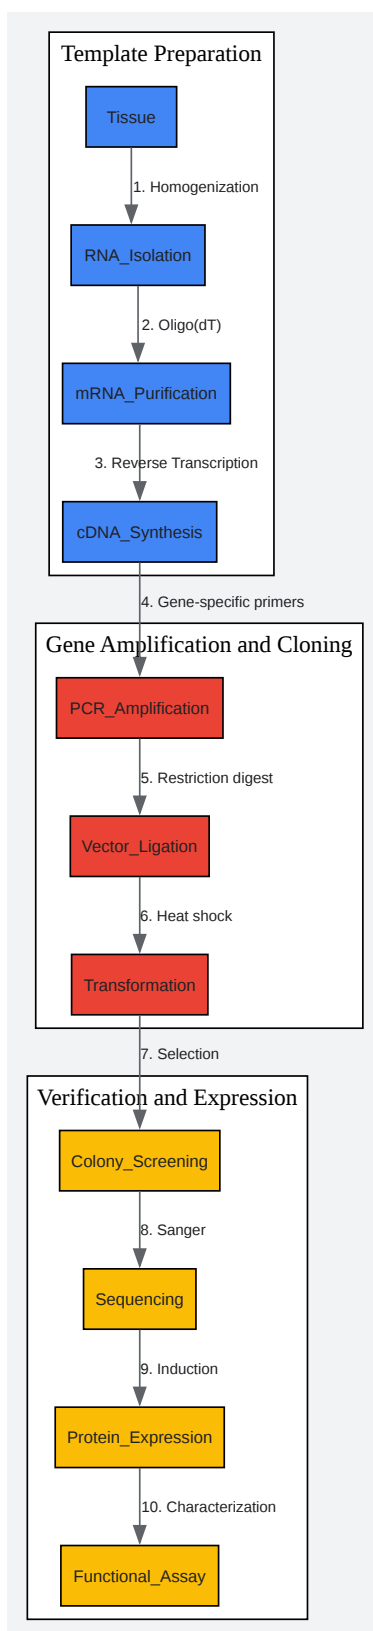 Template Preparation
Tissue
1. Homogenization
RNA_Isolation
2. Oligo(dT)
mRNA_Purification
3. Reverse Transcription
cDNA_Synthesis
4. Gene-specific primers
Gene Amplification and Cloning
PCR_Amplification
5. Restriction digest
Vector_Ligation
6. Heat shock
Transformation
7. Selection
Verification and Expression
Colony_Screening
8. Sanger
Sequencing
9. Induction
Protein_Expression
10. Characterization
Functional_Assay